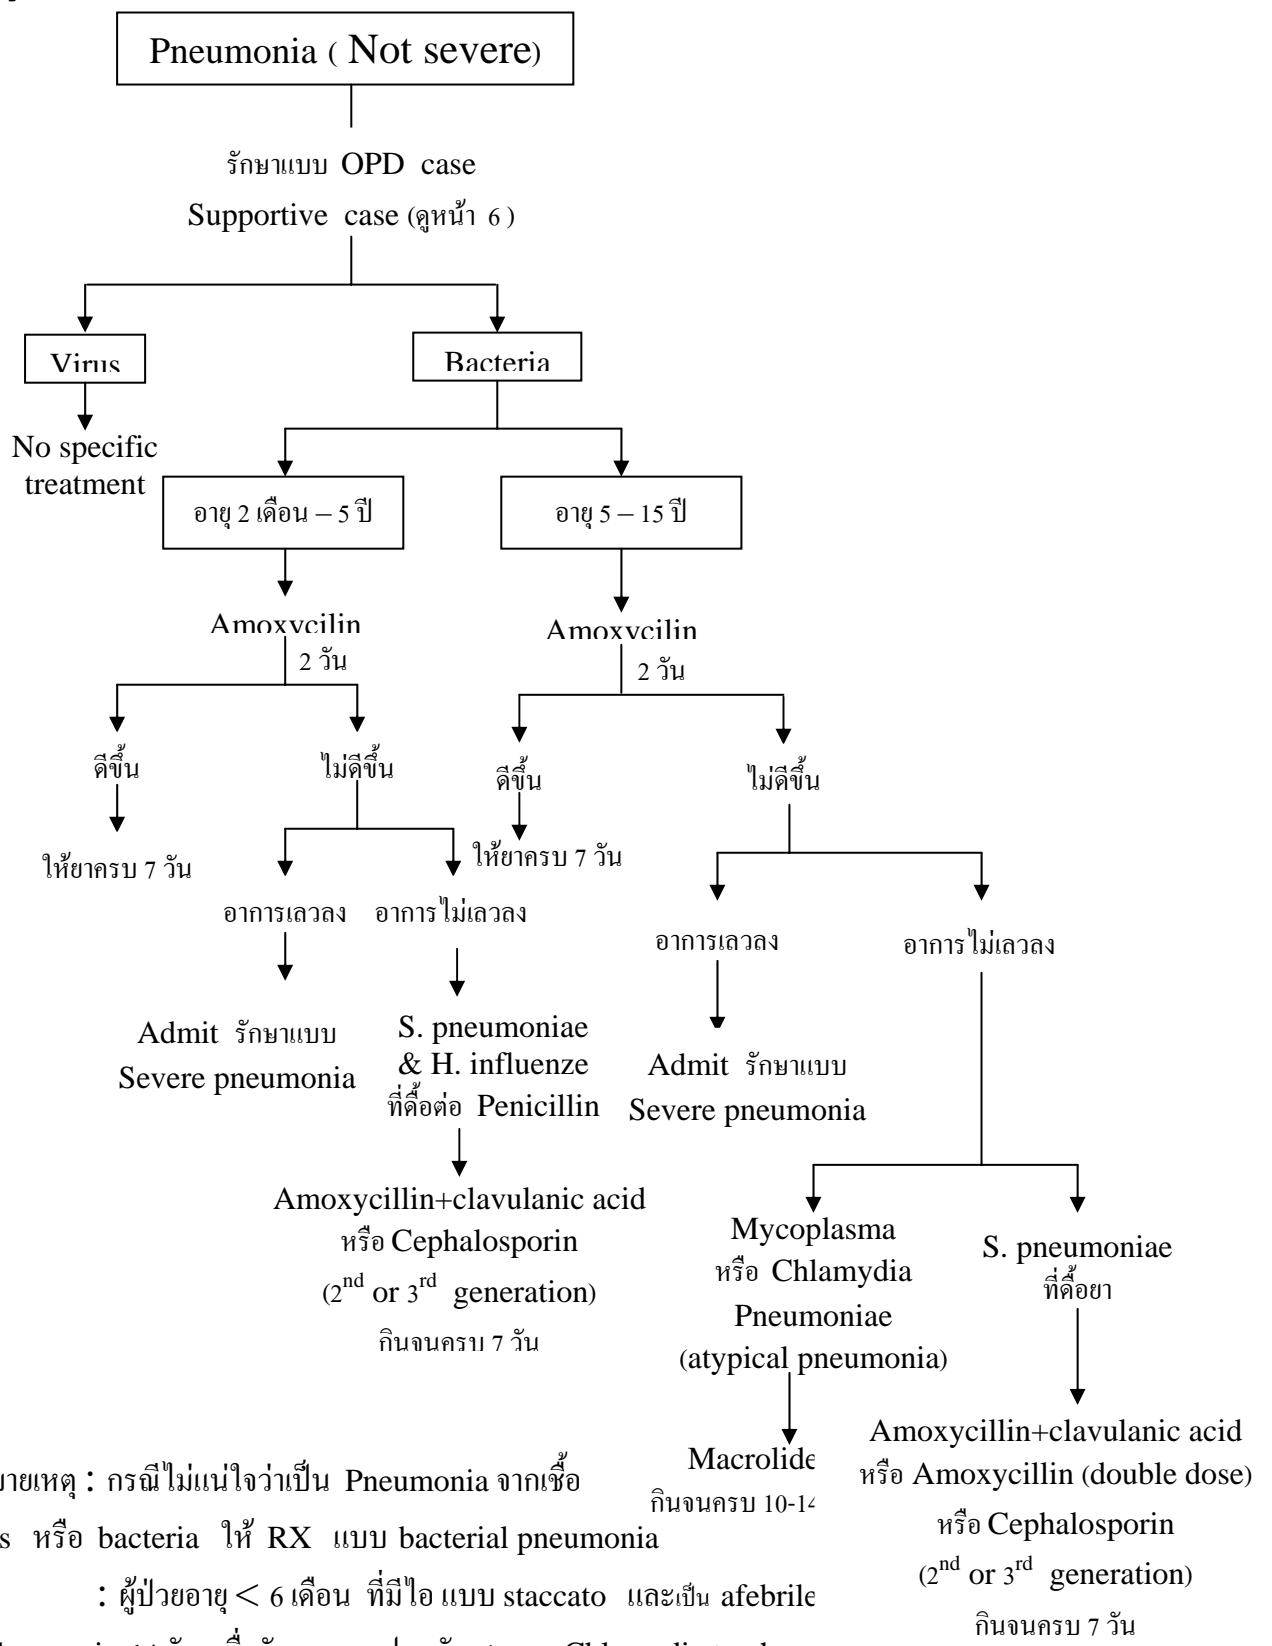 Pneumonia ( Not severe)
รักษาแบบ OPD case
Supportive case (ดูหน้า 6 )
Virus
Bacteria
No specific
treatment
อายุ 2 เดือน – 5 ปี
อายุ 5 – 15 ปี
Amoxycilin
2 วัน
Amoxycilin
2 วัน
ดีขึ้น
ไม่ดีขึ้น
ดีขึ้น
ไม่ดีขึ้น
ให้ยาครบ 7 วัน
ให้ยาครบ 7 วัน
อาการเลวลง
อาการไม่เลวลง
อาการเลวลง
อาการไม่เลวลง
Admit รักษาแบบ
Severe pneumonia
S. pneumoniae
& H. influenze
ที่ดื้อต่อ Penicillin
Admit รักษาแบบ
Severe pneumonia
Amoxycillin+clavulanic acid
หรือ Cephalosporin
(2nd or 3rd generation)
กินจนครบ 7 วัน
Mycoplasma
หรือ Chlamydia
Pneumoniae
(atypical pneumonia)
S. pneumoniae
ที่ดื้อยา
Macrolide
กินจนครบ 10-14
Amoxycillin+clavulanic acid
หรือ Amoxycillin (double dose)
หรือ Cephalosporin
(2nd or 3rd generation)
กินจนครบ 7 วัน
ายเหตุ : กรณีไม่แน่ใจว่าเป็น Pneumonia จากเชื้อ
s หรือ bacteria ให้ RX แบบ bacterial pneumonia
: ผู้ป่วยอายุ < 6 เดือน ที่มีไอ แบบ staccato และเป็น afebrile